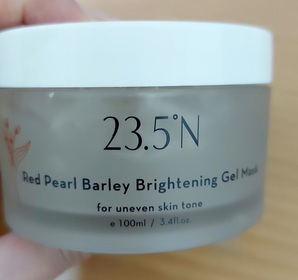 23.5°N
Red Pearl Barley Brightening Gel Mask
for uneven skin tone
e 100ml / 3.4fl.oz.